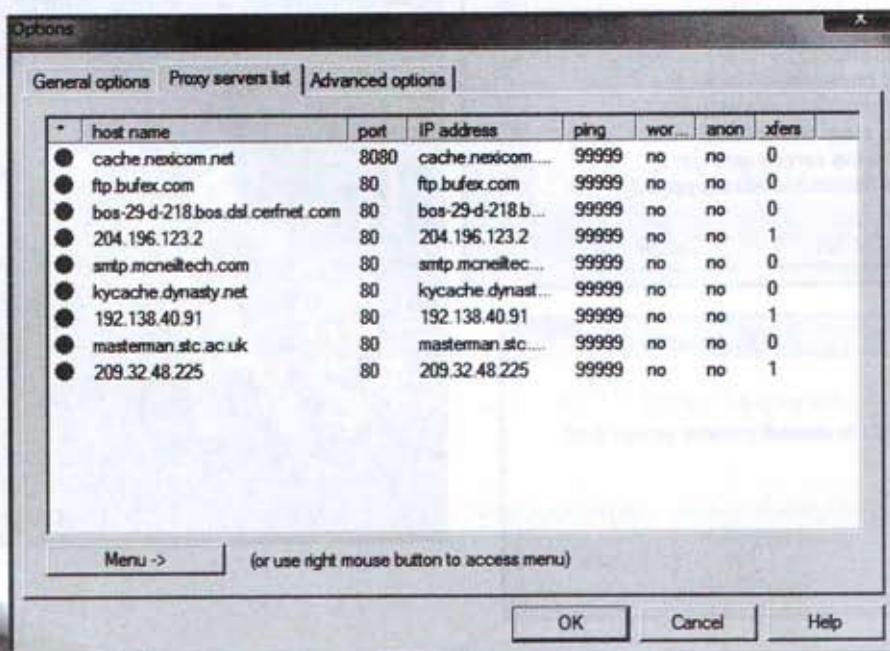 Options
X
General options Proxy servers list Advanced options
* host name port IP address ping wor... anon xfers
cache.nexicom.net 8080 cache.nexicom.... 99999 no no 0
ftp.bufex.com 80 ftp.bufex.com 99999 no no 0
bos-29-d-218.bos.dsl.cerfnet.com 80 bos-29-d-218.b... 99999 no no 0
204.196.123.2 80 204.196.123.2 99999 no no 1
smtp.mcneiltech.com 80 smtp.mcneiltec... 99999 no no 0
kycache.dynasty.net 80 kycache.dynast... 99999 no no 0
192.138.40.91 80 192.138.40.91 99999 no no 1
masterman.stc.ac.uk 80 masterman.stc.... 99999 no no 0
209.32.48.225 80 209.32.48.225 99999 no no 1
Menu -> (or use right mouse button to access menu)
OK Cancel Help